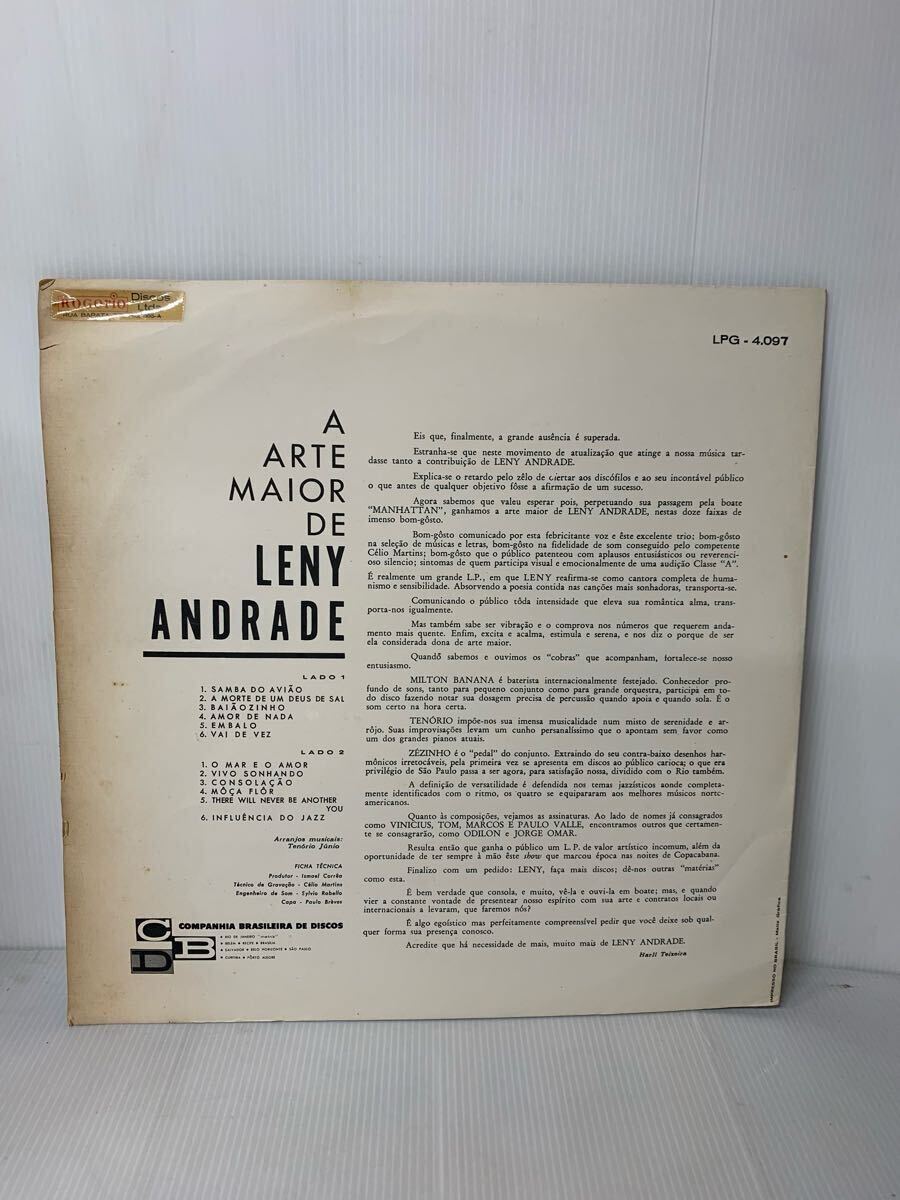 ROGERIO Discos
Ltda
RUA BARATA
LPG - 4.097
A
ARTE
MAIOR
DE
LENY
ANDRADE
LADO 1
1. SAMBA DO AVIÃO
2. A MORTE DE UM DEUS DE SAL
3. BAIÃOZINHO
4. AMOR DE NADA
5. EMBALO
6. VAI DE VEZ
LADO 2
1. O MAR E O AMOR
2. VIVO SONHANDO
3. CONSOLAÇÃO
4. MÔÇA FLÔR
5. THERE WILL NEVER BE ANOTHER
YOU
6. INFLUÊNCIA DO JAZZ
Arranjos musicais:
Tenório Júnio
FICHA TÉCNICA
Produtor - Ismael Corrêa
Técnico de Gravação - Célio Martins
Engenheiro de Som - Sylvio Rabello
Capa - Paulo Brèves
CBD
COMPANHIA BRASILEIRA DE DISCOS
• RIO DE JANEIRO "matriz"
• BELÉM • RECIFE • BRASÍLIA
• SALVADOR • BELO HORIZONTE • SÃO PAULO
• CURITIBA • PÔRTO ALEGRE
Eis que, finalmente, a grande ausência é superada.
Estranha-se que neste movimento de atualização que atinge a nossa música tar-
dasse tanto a contribuição de LENY ANDRADE.
Explica-se o retardo pelo zêlo de ciertar aos discófilos e ao seu incontável público
o que antes de qualquer objetivo fôsse a afirmação de um sucesso.
Agora sabemos que valeu esperar pois, perpetuando sua passagem pela boate
"MANHATTAN", ganhamos a arte maior de LENY ANDRADE, nestas doze faixas de
imenso bom-gôsto.
Bom-gôsto comunicado por esta febricitante voz e êste excelente trio; bom-gôsto
na seleção de músicas e letras, bom-gôsto na fidelidade de som conseguido pelo competente
Célio Martins; bom-gôsto que o público patenteou com aplausos entusiásticos ou reverenci-
oso silencio; sintomas de quem participa visual e emocionalmente de uma audição Classe "A".
É realmente um grande L.P., em que LENY reafirma-se como cantora completa de huma-
nismo e sensibilidade. Absorvendo a poesia contida nas canções mais sonhadoras, transporta-se.
Comunicando o público tôda intensidade que eleva sua romântica alma, trans-
porta-nos igualmente.
Mas também sabe ser vibração e o comprova nos números que requerem anda-
mento mais quente. Enfim, excita e acalma, estimula e serena, e nos diz o porque de ser
ela considerada dona de arte maior.
Quando sabemos e ouvimos os "cobras" que acompanham, fortalece-se nosso
entusiasmo.
MILTON BANANA é baterista internacionalmente festejado. Conhecedor pro-
fundo de sons, tanto para pequeno conjunto como para grande orquestra, participa em to-
do disco fazendo notar sua dosagem precisa de percussão quando apoia e quando sola. É o
som certo na hora certa.
TENÓRIO impõe-nos sua imensa musicalidade num misto de serenidade e ar-
rôjo. Suas improvisações levam um cunho personalíssimo que o apontam sem favor como
um dos grandes pianos atuais.
ZÉZINHO é o "pedal" do conjunto. Extraindo do seu contra-baixo desenhos har-
mônicos irretocáveis, pela primeira vez se apresenta em discos ao público carioca; o que era
privilégio de São Paulo passa a ser agora, para satisfação nossa, dividido com o Rio também.
A definição de versatilidade é defendida nos temas jazzísticos aonde completa-
mente identificados com o ritmo, os quatro se equipararam aos melhores músicos norte-
americanos.
Quanto às composições, vejamos as assinaturas. Ao lado de nomes já consagrados
como VINICIUS, TOM, MARCOS E PAULO VALLE, encontramos outros que certamen-
te se consagrarão, como ODILON e JORGE OMAR.
Resulta então que ganha o público um L. P. de valor artístico incomum, além da
oportunidade de ter sempre à mão êste show que marcou época nas noites de Copacabana.
Finalizo com um pedido: LENY, faça mais discos; dê-nos outras "matérias"
como esta.
É bem verdade que consola, e muito, vê-la e ouvi-la em boate; mas, e quando
vier a constante vontade de presentear nosso espírito com sua arte e contratos locais ou
internacionais a levaram, que faremos nós?
É algo egoístico mas perfeitamente compreensível pedir que você deixe sob qual-
quer forma sua presença conosco.
Acredite que há necessidade de mais, muito mais de LENY ANDRADE.
Harli Teixeira
IMPRESSO NO BRASIL - Maiz Gráfica